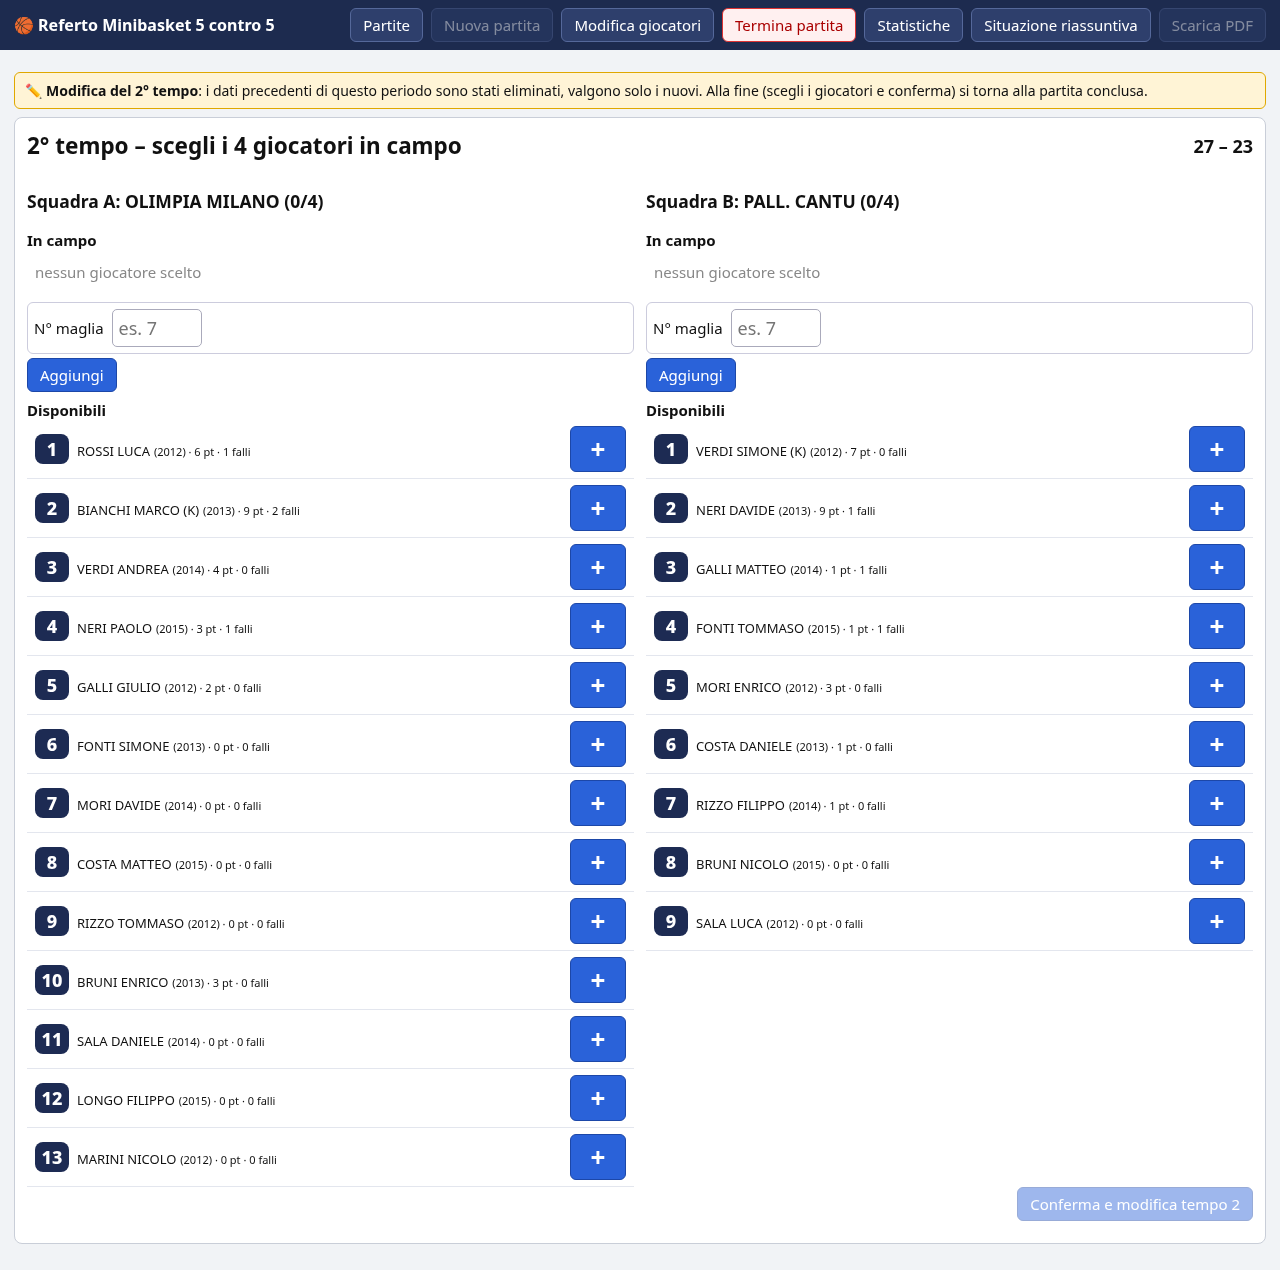 🏀 Referto Minibasket 5 contro 5
Partite
Nuova partita
Modifica giocatori
Termina partita
Statistiche
Situazione riassuntiva
Scarica PDF
✏️ Modifica del 2° tempo: i dati precedenti di questo periodo sono stati eliminati, valgono solo i nuovi. Alla fine (scegli i giocatori e conferma) si torna alla partita conclusa.
2° tempo – scegli i 4 giocatori in campo
27 – 23
Squadra A: OLIMPIA MILANO (0/4)
In campo
nessun giocatore scelto
N° maglia
es. 7
Aggiungi
Disponibili
1 ROSSI LUCA (2012) · 6 pt · 1 falli +
2 BIANCHI MARCO (K) (2013) · 9 pt · 2 falli +
3 VERDI ANDREA (2014) · 4 pt · 0 falli +
4 NERI PAOLO (2015) · 3 pt · 1 falli +
5 GALLI GIULIO (2012) · 2 pt · 0 falli +
6 FONTI SIMONE (2013) · 0 pt · 0 falli +
7 MORI DAVIDE (2014) · 0 pt · 0 falli +
8 COSTA MATTEO (2015) · 0 pt · 0 falli +
9 RIZZO TOMMASO (2012) · 0 pt · 0 falli +
10 BRUNI ENRICO (2013) · 3 pt · 0 falli +
11 SALA DANIELE (2014) · 0 pt · 0 falli +
12 LONGO FILIPPO (2015) · 0 pt · 0 falli +
13 MARINI NICOLO (2012) · 0 pt · 0 falli +
Squadra B: PALL. CANTU (0/4)
In campo
nessun giocatore scelto
N° maglia
es. 7
Aggiungi
Disponibili
1 VERDI SIMONE (K) (2012) · 7 pt · 0 falli +
2 NERI DAVIDE (2013) · 9 pt · 1 falli +
3 GALLI MATTEO (2014) · 1 pt · 1 falli +
4 FONTI TOMMASO (2015) · 1 pt · 1 falli +
5 MORI ENRICO (2012) · 3 pt · 0 falli +
6 COSTA DANIELE (2013) · 1 pt · 0 falli +
7 RIZZO FILIPPO (2014) · 1 pt · 0 falli +
8 BRUNI NICOLO (2015) · 0 pt · 0 falli +
9 SALA LUCA (2012) · 0 pt · 0 falli +
Conferma e modifica tempo 2